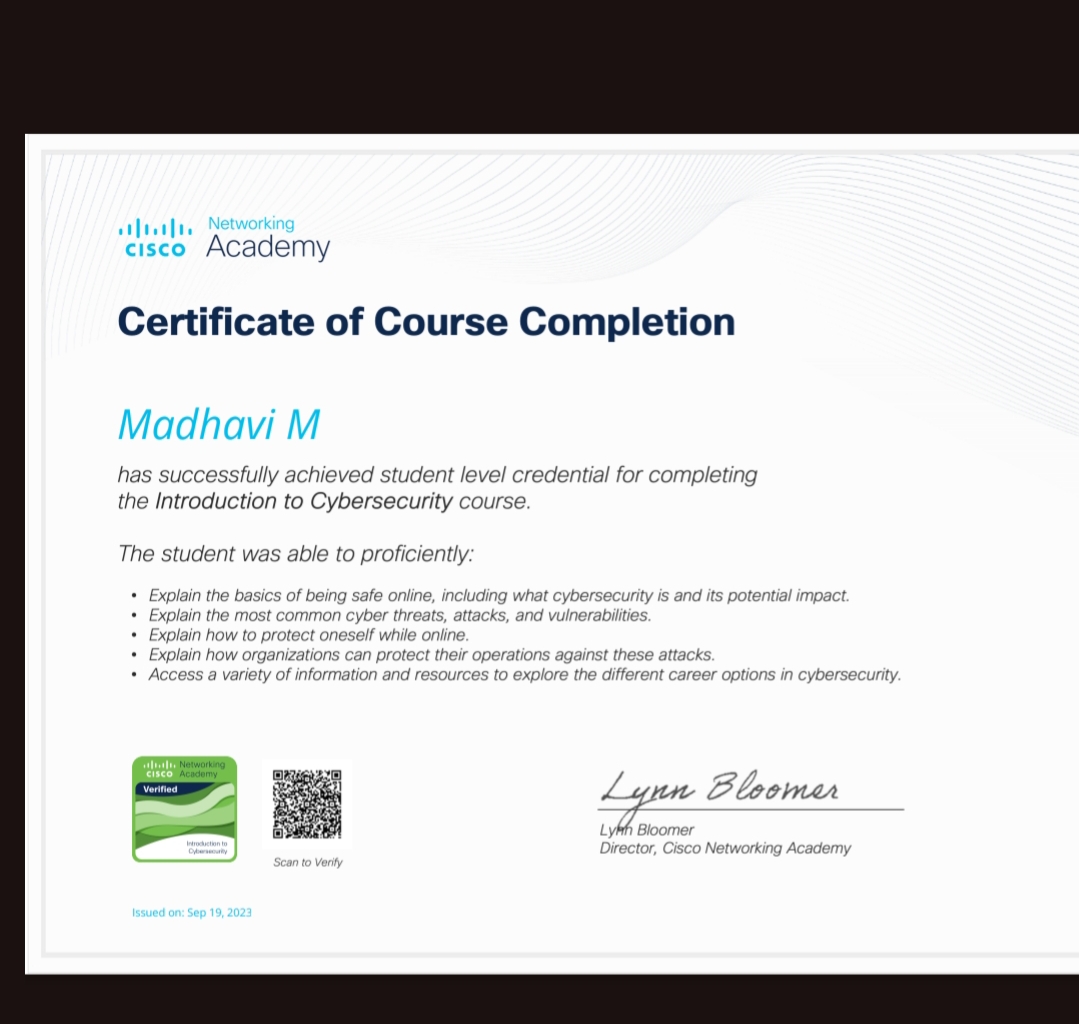 Networking
CISCO Academy
Certificate of Course Completion
Madhavi M
has successfully achieved student level credential for completing
the Introduction to Cybersecurity course.
The student was able to proficiently:
• Explain the basics of being safe online, including what cybersecurity is and its potential impact.
• Explain the most common cyber threats, attacks, and vulnerabilities.
• Explain how to protect oneself while online.
• Explain how organizations can protect their operations against these attacks.
• Access a variety of information and resources to explore the different career options in cybersecurity.
Networking
CISCO Academy
Verified
Introduction to
Cybersecurity
Scan to Verify
Lynn Bloomer
Lynn Bloomer
Director, Cisco Networking Academy
Issued on: Sep 19, 2023